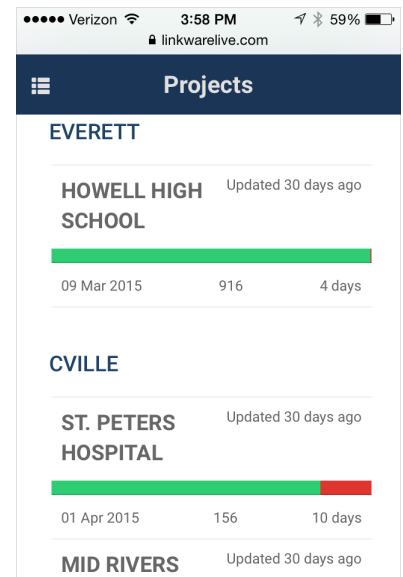 Verizon 3:58 PM 59%
linkwarelive.com
Projects
EVERETT
HOWELL HIGH Updated 30 days ago
SCHOOL
09 Mar 2015 916 4 days
CVILLE
ST. PETERS Updated 30 days ago
HOSPITAL
01 Apr 2015 156 10 days
MID RIVERS Updated 30 days ago